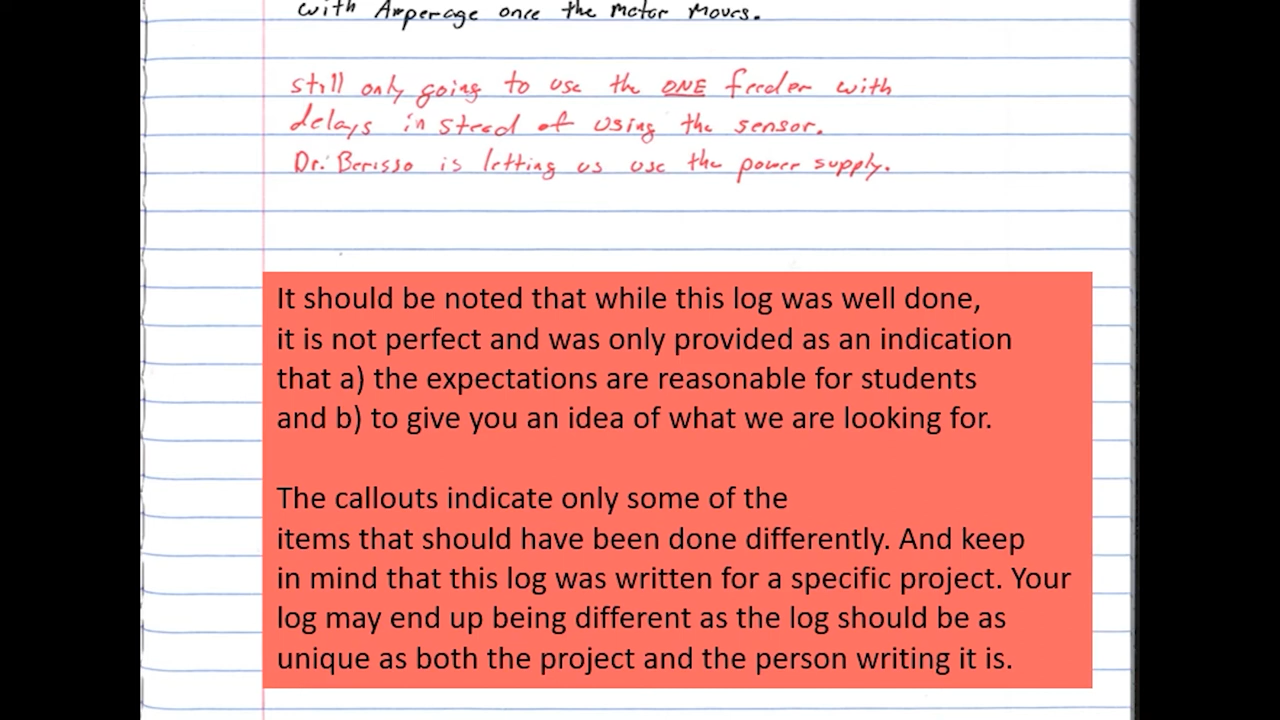 with Amperage once the motor moves.
still only going to use the ONE feeder with
delays instead of using the sensor.
Dr. Berisso is letting us use the power supply.
It should be noted that while this log was well done,
it is not perfect and was only provided as an indication
that a) the expectations are reasonable for students
and b) to give you an idea of what we are looking for.
The callouts indicate only some of the
items that should have been done differently. And keep
in mind that this log was written for a specific project. Your
log may end up being different as the log should be as
unique as both the project and the person writing it is.